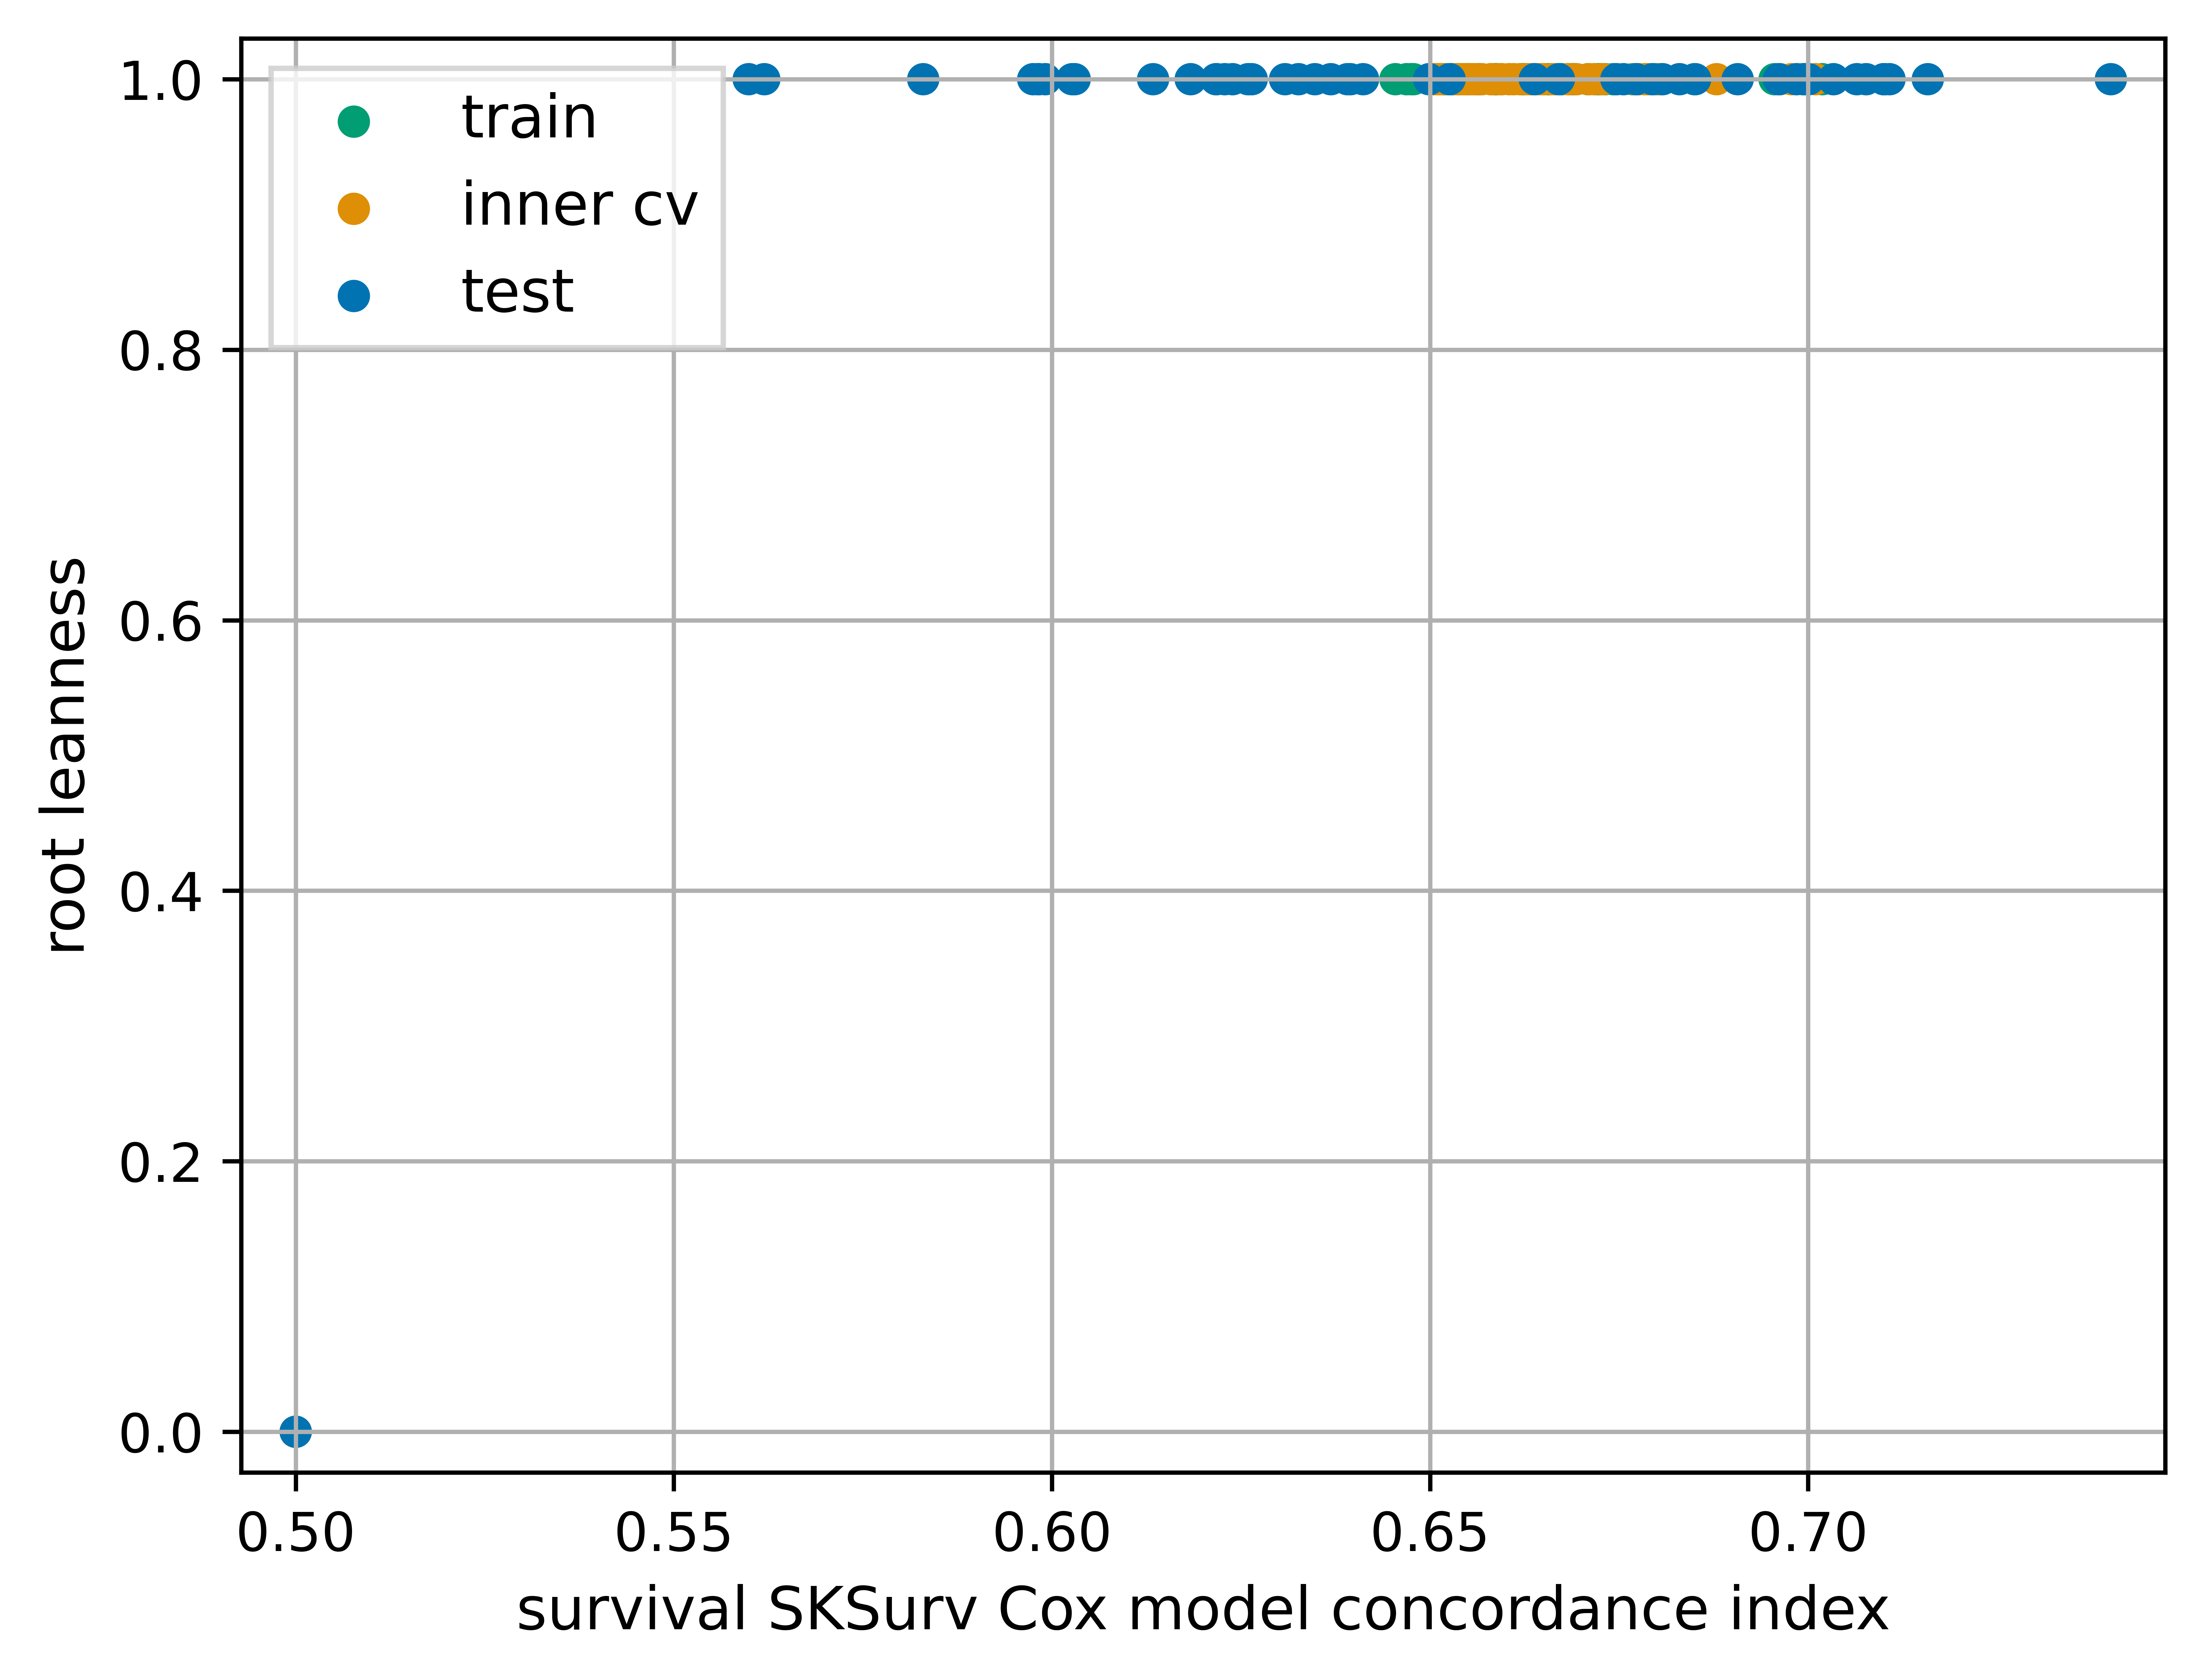 1.0
0.8
0.6
0.4
0.2
0.0
train
inner cv
test
root leanness
0.50 0.55 0.60 0.65 0.70
survival SKSurv Cox model concordance index